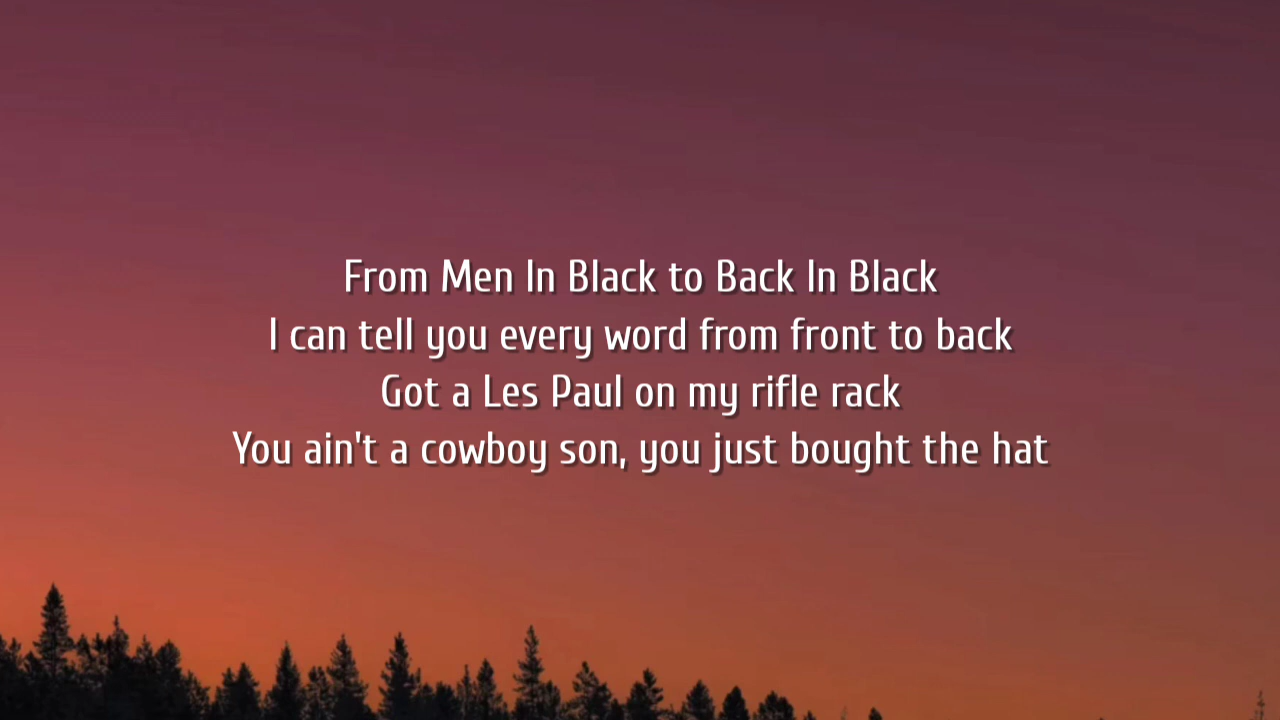 From Men In Black to Back In Black
I can tell you every word from front to back
Got a Les Paul on my rifle rack
You ain't a cowboy son, you just bought the hat